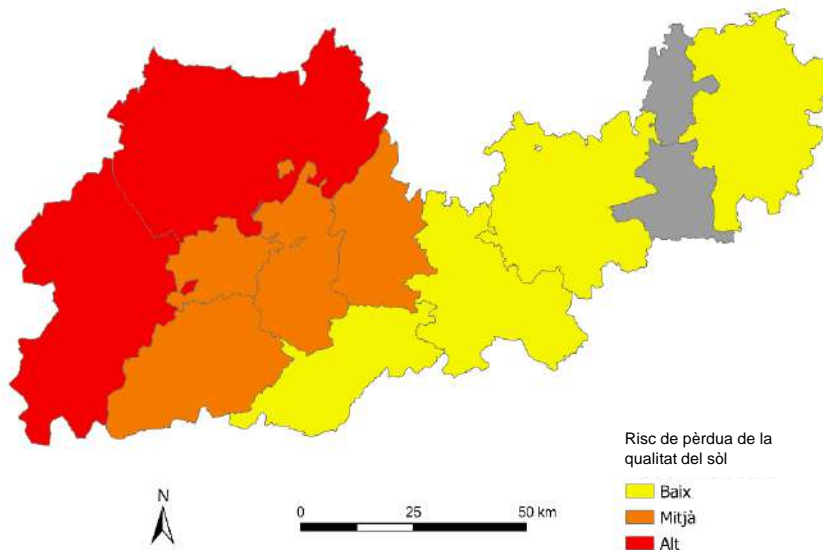 Risc de pèrdua de la
qualitat del sòl
Baix
Mitjà
Alt
N
0 25 50 km